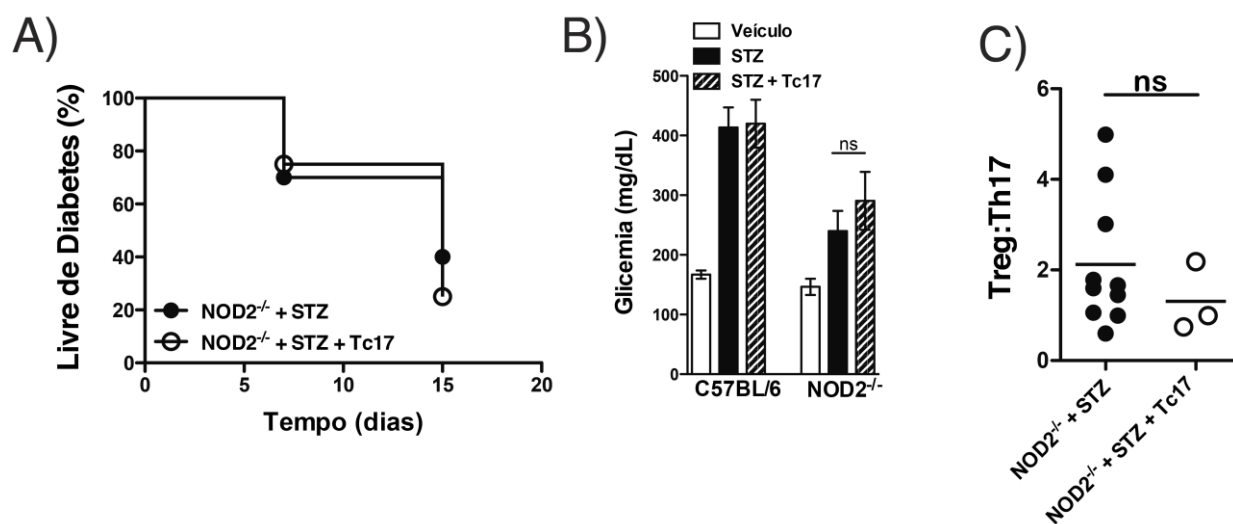 A)
Livre de Diabetes (%)
100
80
60
40
20
0
NOD2-/- + STZ
NOD2-/- + STZ + Tc17
0 5 10 15 20
Tempo (dias)
B)
Veículo
STZ
STZ + Tc17
Glicemia (mg/dL)
500
400
300
200
100
0
ns
C57BL/6 NOD2-/-
C)
ns
Treg:Th17
6
4
2
0
NOD2-/- + STZ
NOD2-/- + STZ + Tc17